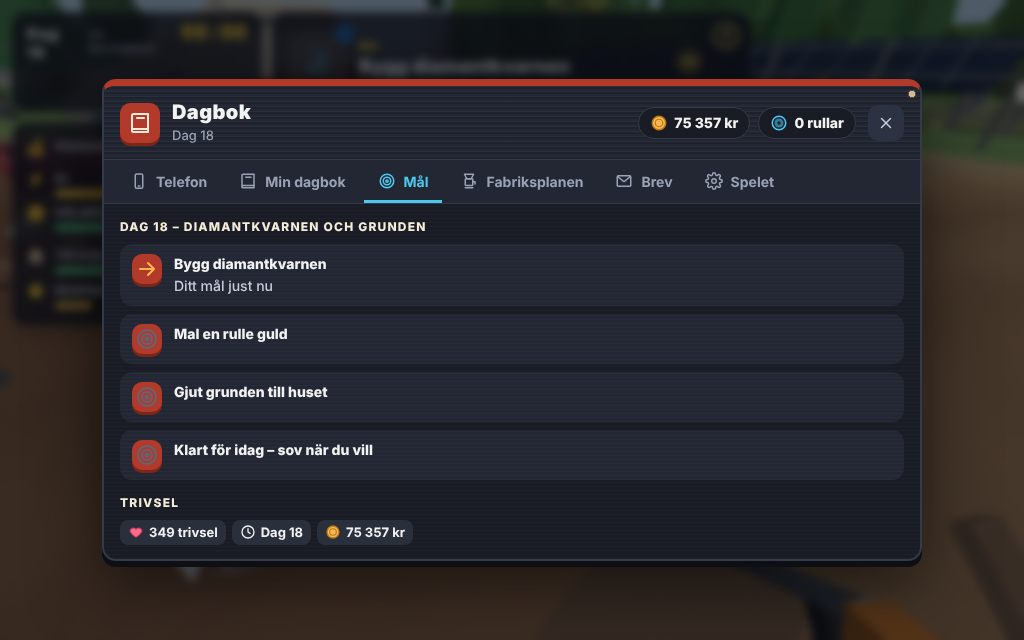 Dagbok
Dag 18
75 357 kr
0 rullar
Telefon
Min dagbok
Mål
Fabriksplanen
Brev
Spelet
DAG 18 – DIAMANTKVARNEN OCH GRUNDEN
Bygg diamantkvarnen
Ditt mål just nu
Mal en rulle guld
Gjut grunden till huset
Klart för idag – sov när du vill
TRIVSEL
349 trivsel
Dag 18
75 357 kr